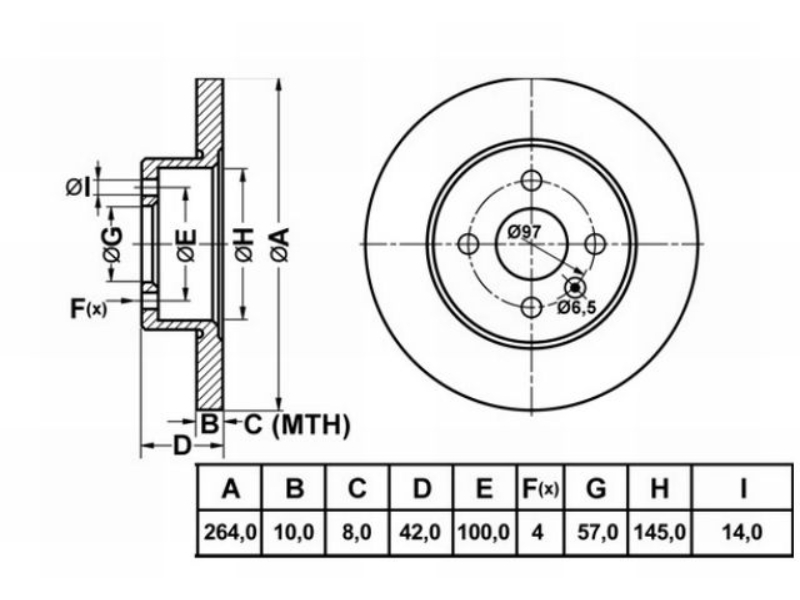 ØI
ØG
ØE
ØH
ØA
F(x)
B
C (MTH)
D
Ø97
Ø6,5
A B C D E F(x) G H I
264,0 10,0 8,0 42,0 100,0 4 57,0 145,0 14,0